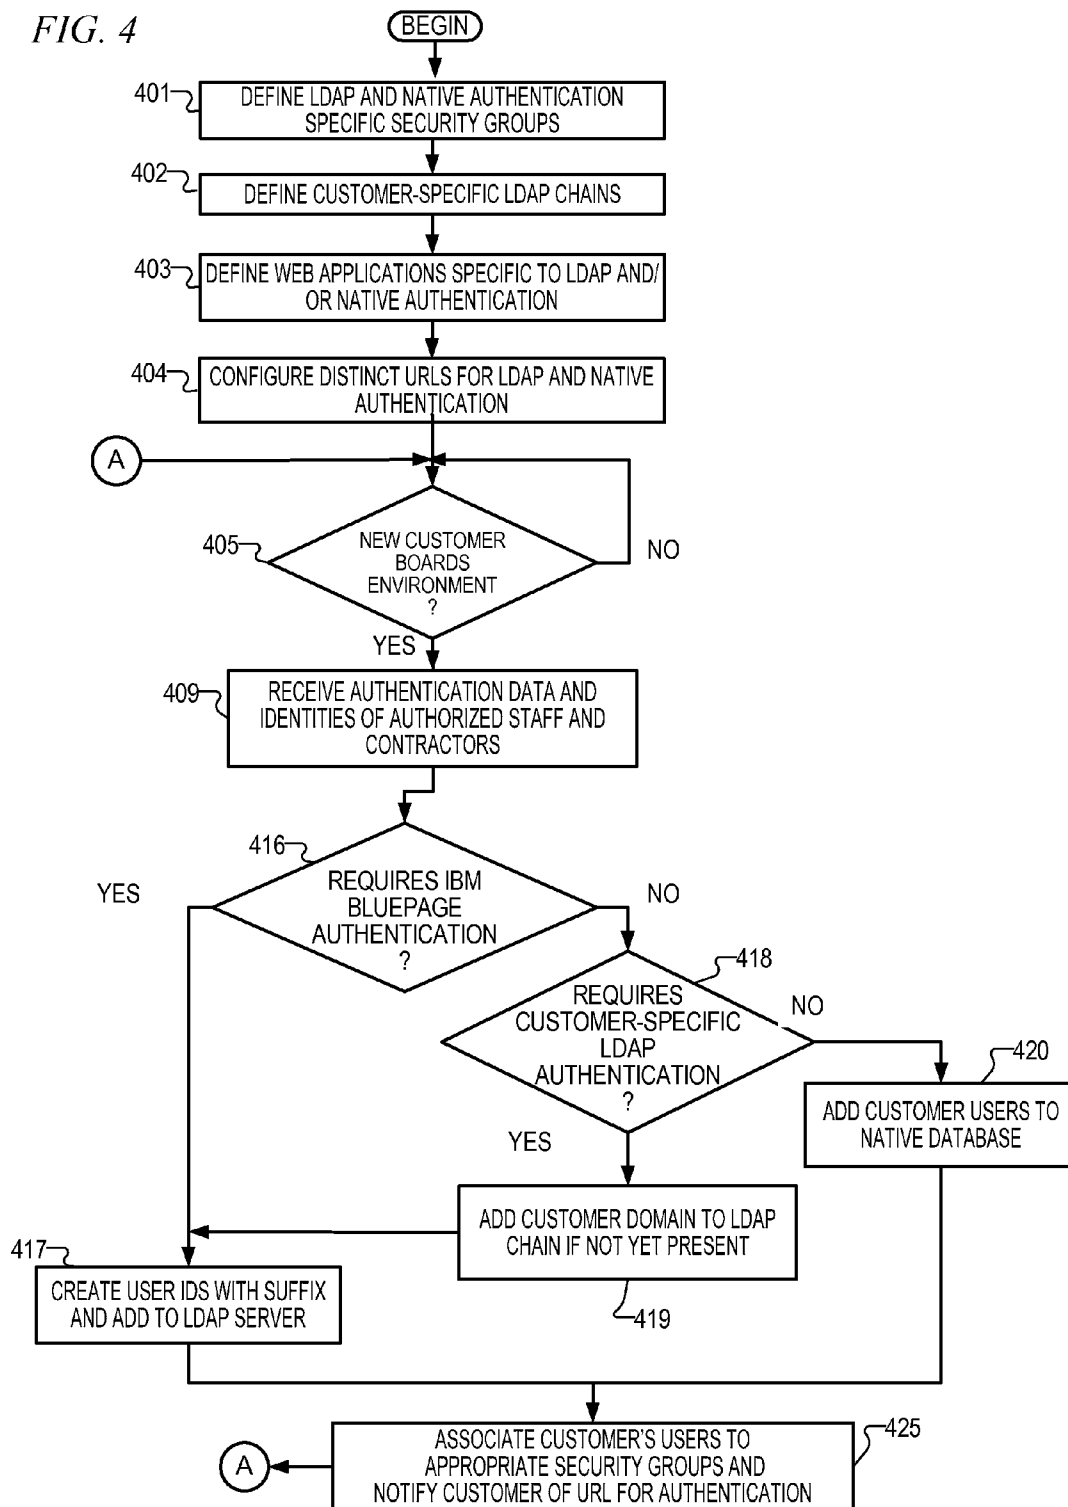 FIG. 4
BEGIN
401
DEFINE LDAP AND NATIVE AUTHENTICATION
SPECIFIC SECURITY GROUPS
402
DEFINE CUSTOMER-SPECIFIC LDAP CHAINS
403
DEFINE WEB APPLICATIONS SPECIFIC TO LDAP AND/
OR NATIVE AUTHENTICATION
404
CONFIGURE DISTINCT URLS FOR LDAP AND NATIVE
AUTHENTICATION
A
405
NEW CUSTOMER
BOARDS
ENVIRONMENT
?
NO
YES
409
RECEIVE AUTHENTICATION DATA AND
IDENTITIES OF AUTHORIZED STAFF AND
CONTRACTORS
416
REQUIRES IBM
BLUEPAGE
AUTHENTICATION
?
YES
NO
418
REQUIRES
CUSTOMER-SPECIFIC
LDAP
AUTHENTICATION
?
NO
YES
420
ADD CUSTOMER USERS TO
NATIVE DATABASE
ADD CUSTOMER DOMAIN TO LDAP
CHAIN IF NOT YET PRESENT
419
417
CREATE USER IDS WITH SUFFIX
AND ADD TO LDAP SERVER
425
ASSOCIATE CUSTOMER'S USERS TO
APPROPRIATE SECURITY GROUPS AND
NOTIFY CUSTOMER OF URL FOR AUTHENTICATION
A